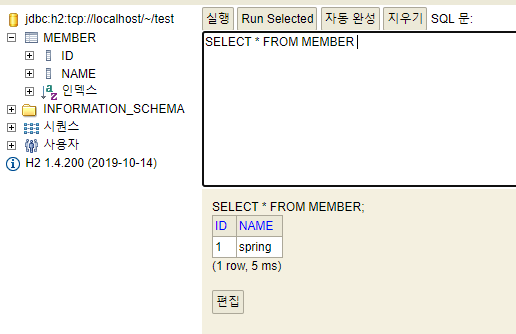 jdbc:h2:tcp://localhost/~/test
MEMBER
ID
NAME
인덱스
INFORMATION_SCHEMA
시퀀스
사용자
H2 1.4.200 (2019-10-14)
실행 Run Selected 자동 완성 지우기 SQL 문:
SELECT * FROM MEMBER
SELECT * FROM MEMBER;
ID NAME
1 spring
(1 row, 5 ms)
편집